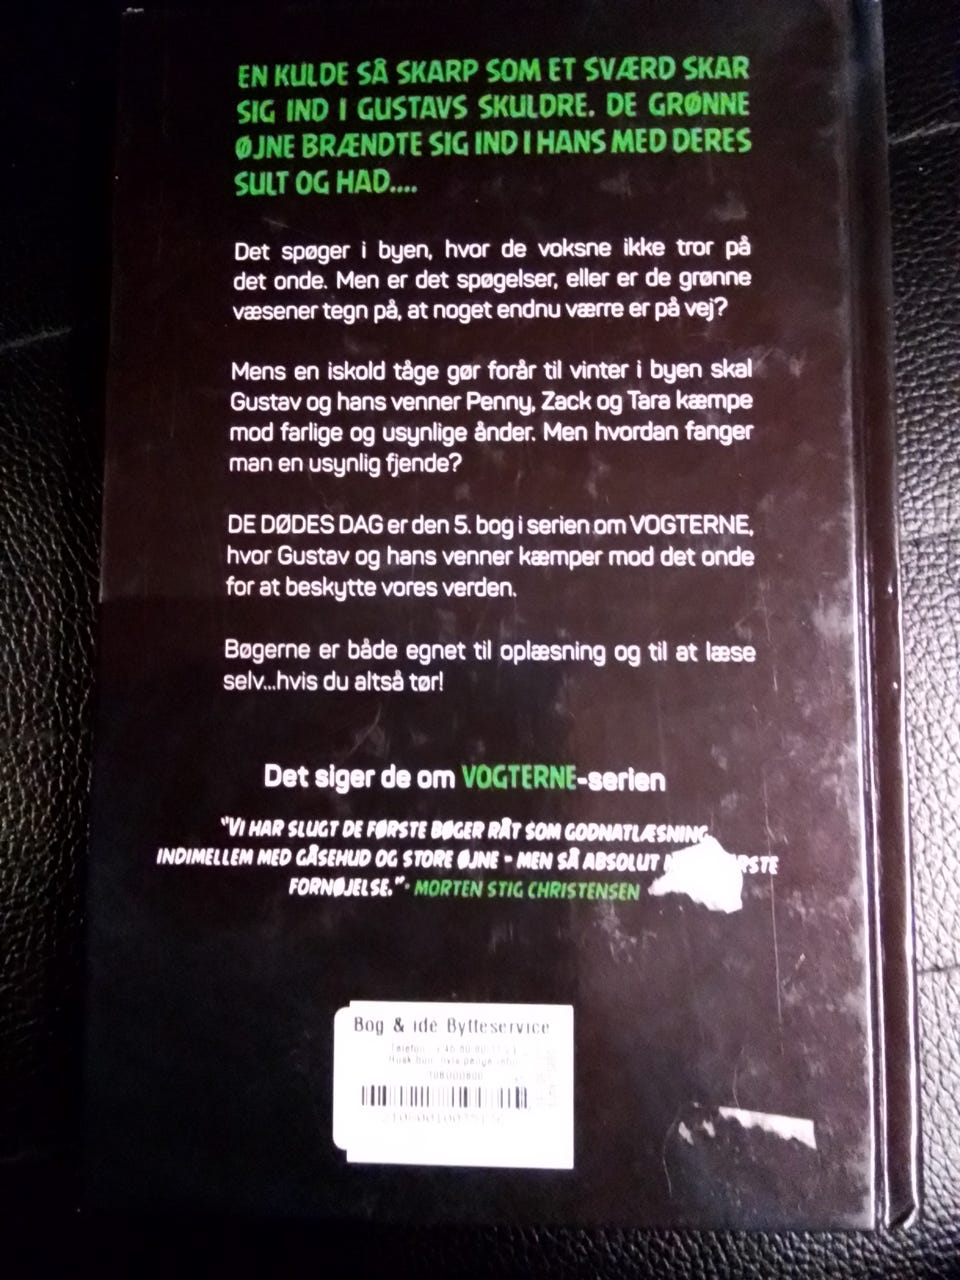 EN KULDE SÅ SKARP SOM ET SVÆRD SKAR
SIG IND I GUSTAVS SKULDRE. DE GRØNNE
ØJNE BRÆNDTE SIG IND I HANS MED DERES
SULT OG HAD....
Det spøger i byen, hvor de voksne ikke tror på
det onde. Men er det spøgelser, eller er de grønne
væsener tegn på, at noget endnu værre er på vej?
Mens en iskold tåge gør forår til vinter i byen skal
Gustav og hans venner Penny, Zack og Tara kæmpe
mod farlige og usynlige ånder. Men hvordan fanger
man en usynlig fjende?
DE DØDES DAG er den 5. bog i serien om VOGTERNE,
hvor Gustav og hans venner kæmper mod det onde
for at beskytte vores verden.
Bøgerne er både egnet til oplæsning og til at læse
selv...hvis du altså tør!
Det siger de om VOGTERNE-serien
"VI HAR SLUGT DE FØRSTE BØGER RÅT SOM GODNATLÆSNING,
INDIMELLEM MED GÅSEHUD OG STORE ØJNE - MEN SÅ ABSOLUT
FORNØJELSE."- MORTEN STIG CHRISTENSEN
Bog & idé Bytteservice